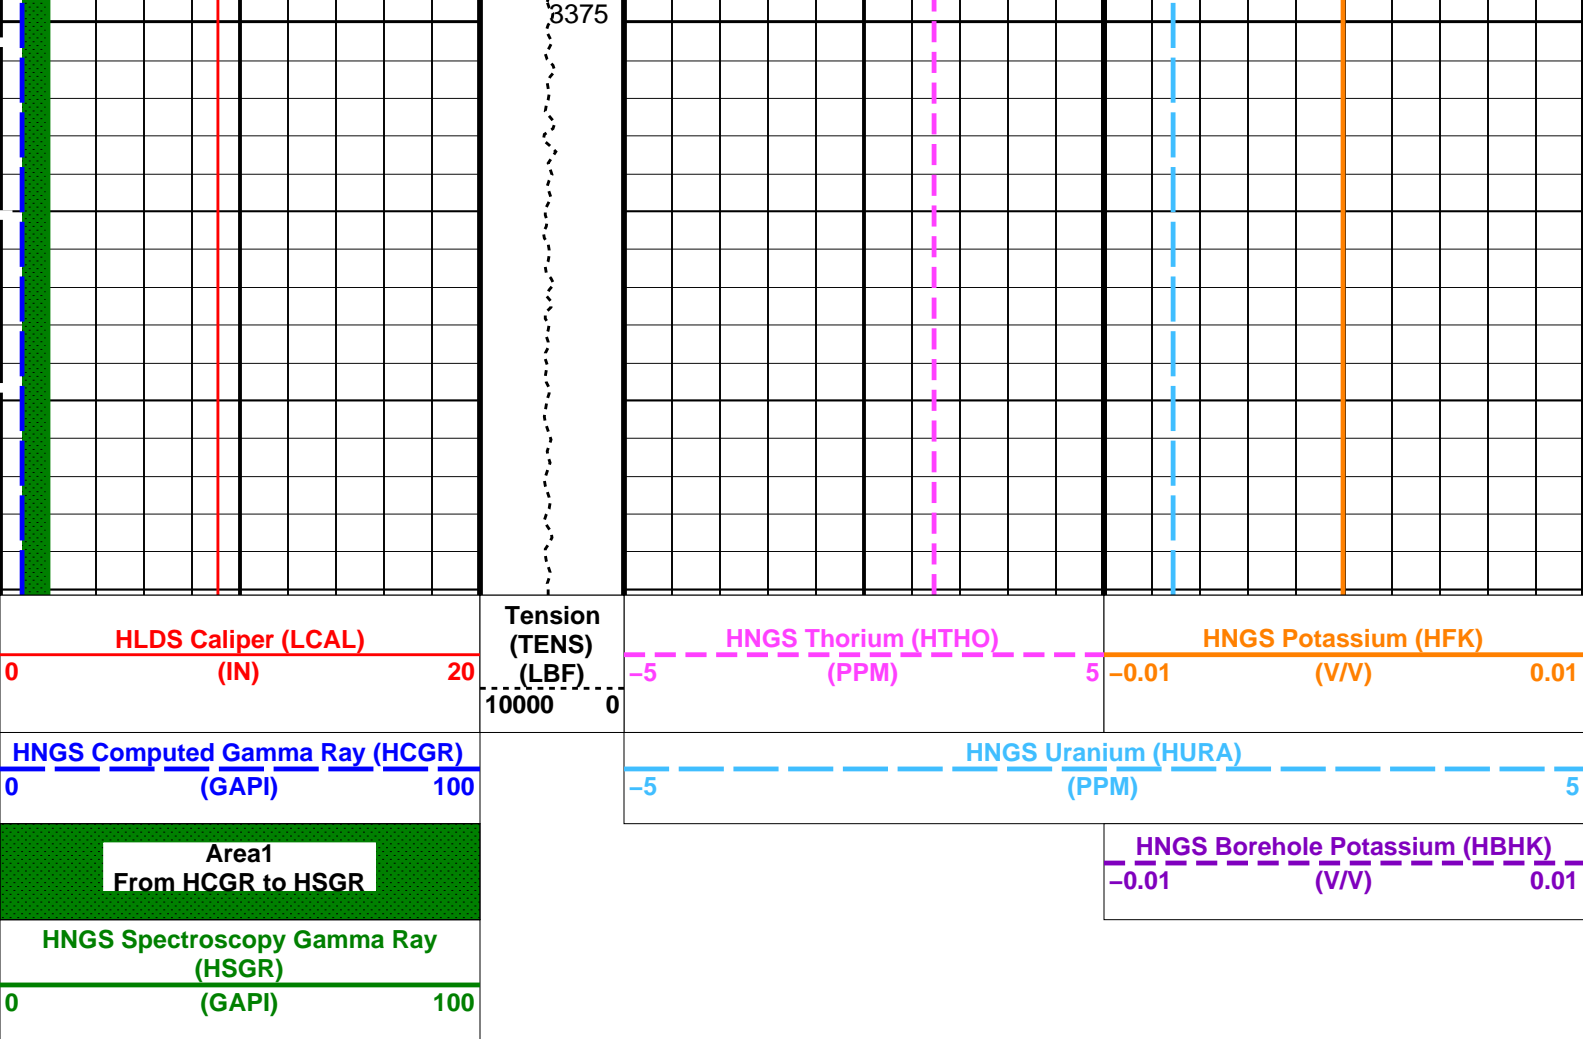 3375
HLDS Caliper (LCAL)
0 (IN) 20
Tension
(TENS)
(LBF)
10000 0
HNGS Thorium (HTHO)
−5 (PPM) 5
HNGS Potassium (HFK)
−0.01 (V/V) 0.01
HNGS Computed Gamma Ray (HCGR)
0 (GAPI) 100
HNGS Uranium (HURA)
−5 (PPM) 5
Area1
From HCGR to HSGR
HNGS Borehole Potassium (HBHK)
−0.01 (V/V) 0.01
HNGS Spectroscopy Gamma Ray
(HSGR)
0 (GAPI) 100